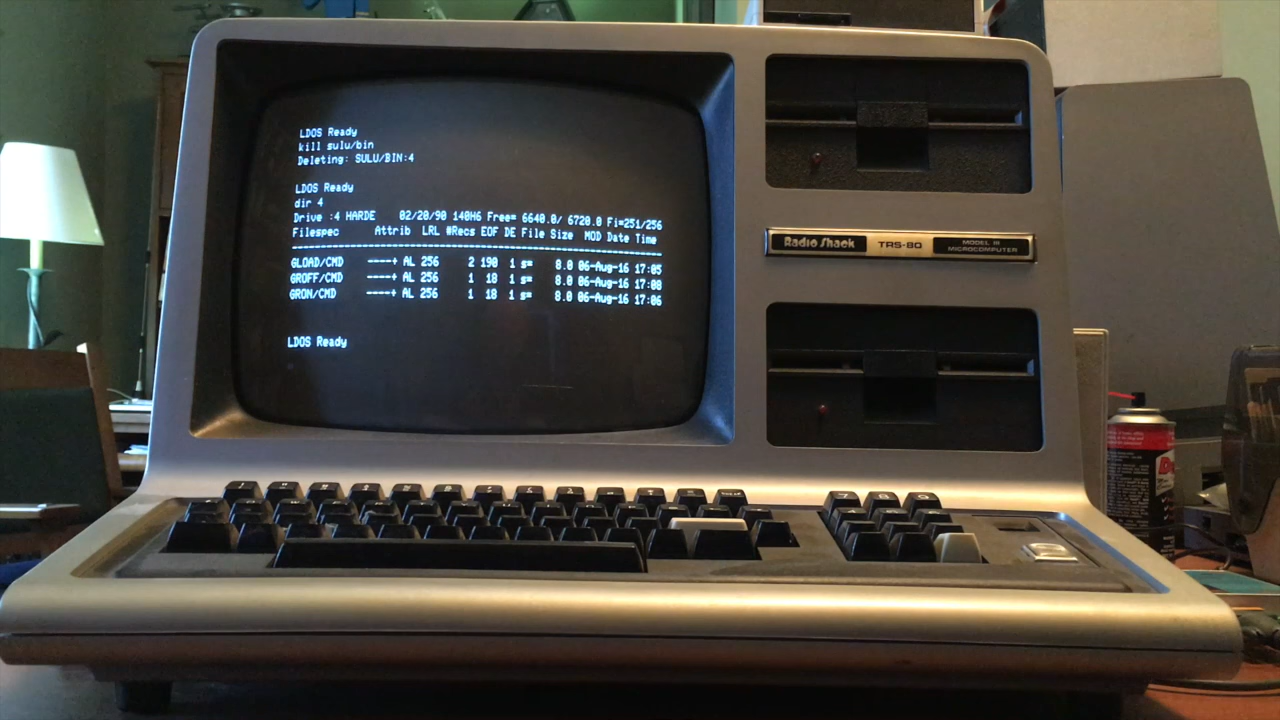 LDOS Ready
kill sulu/bin
Deleting: SULU/BIN:4
LDOS Ready
dir 4
Drive :4 HARDE 02/20/90 140H6 Free= 6640.0/ 6720.0 Fi=251/256
Filespec Attrib LRL #Recs EOF DE File Size MOD Date Time
------------------------------------------------------------
GLOAD/CMD ----+ AL 256 2 190 1 s= 8.0 06-Aug-16 17:05
GROFF/CMD ----+ AL 256 1 18 1 s= 8.0 06-Aug-16 17:08
GRON/CMD ----+ AL 256 1 18 1 s= 8.0 06-Aug-16 17:06
LDOS Ready
Radio Shack TRS-80 MODEL III
MICROCOMPUTER
7 8 9